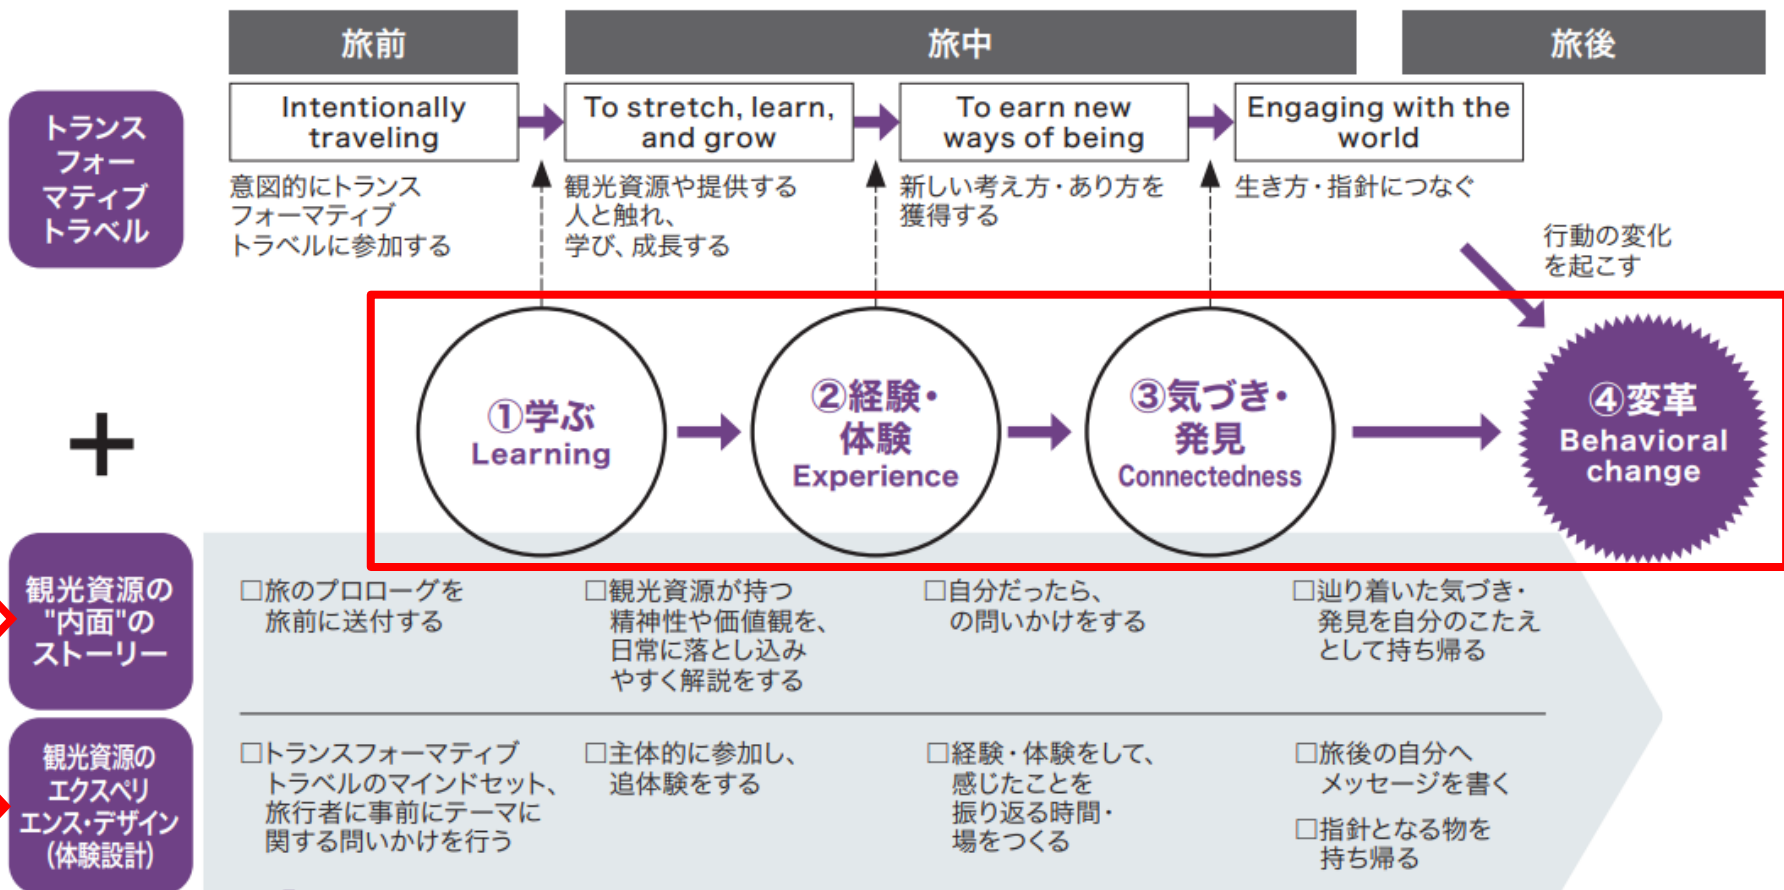 旅前
旅中
旅後
トランス
フォー
マティブ
トラベル
Intentionally
traveling
To stretch, learn,
and grow
To earn new
ways of being
Engaging with the
world
意図的にトランス
フォーマティブ
トラベルに参加する
観光資源や提供する
人と触れ、
学び、成長する
新しい考え方・あり方を
獲得する
生き方・指針につなぐ
行動の変化
を起こす
+
①学ぶ
Learning
②経験・
体験
Experience
③気づき・
発見
Connectedness
④変革
Behavioral
change
観光資源の
"内面"の
ストーリー
□旅のプロローグを
旅前に送付する
□観光資源が持つ
精神性や価値観を、
日常に落とし込み
やすく解説をする
□自分だったら、
の問いかけをする
□辿り着いた気づき・
発見を自分のこたえ
として持ち帰る
観光資源の
エクスペリ
エンス・デザイン
(体験設計)
□トランスフォーマティブ
トラベルのマインドセット、
旅行者に事前にテーマに
関する問いかけを行う
□主体的に参加し、
追体験をする
□経験・体験をして、
感じたことを
振り返る時間・
場をつくる
□旅後の自分へ
メッセージを書く
□指針となる物を
持ち帰る